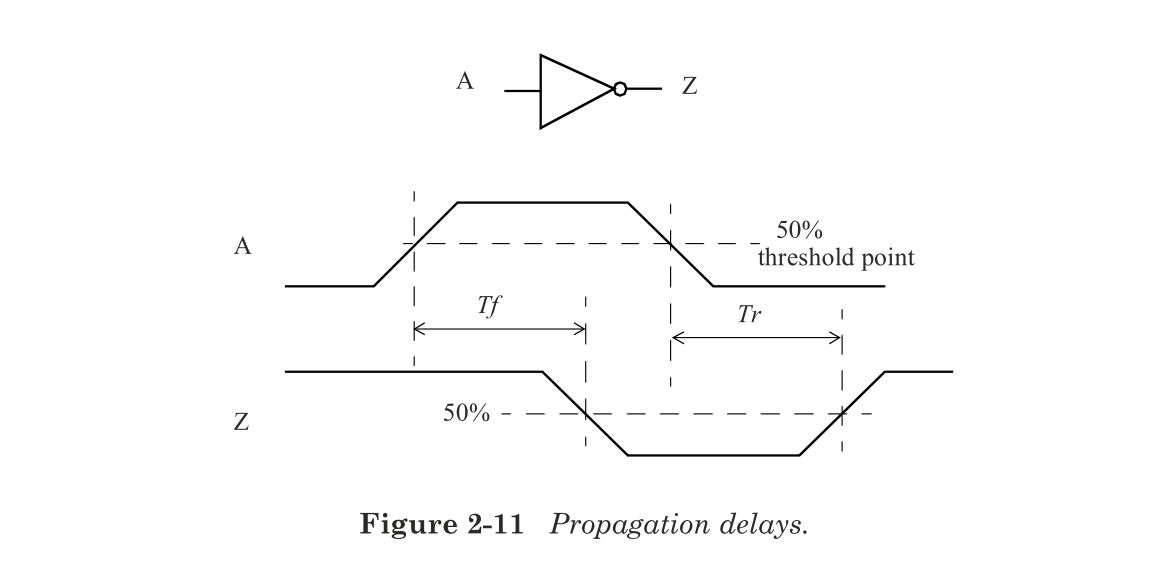 A
Z
A
50%
threshold point
Tf
Tr
Z
50%
Figure 2-11 Propagation delays.